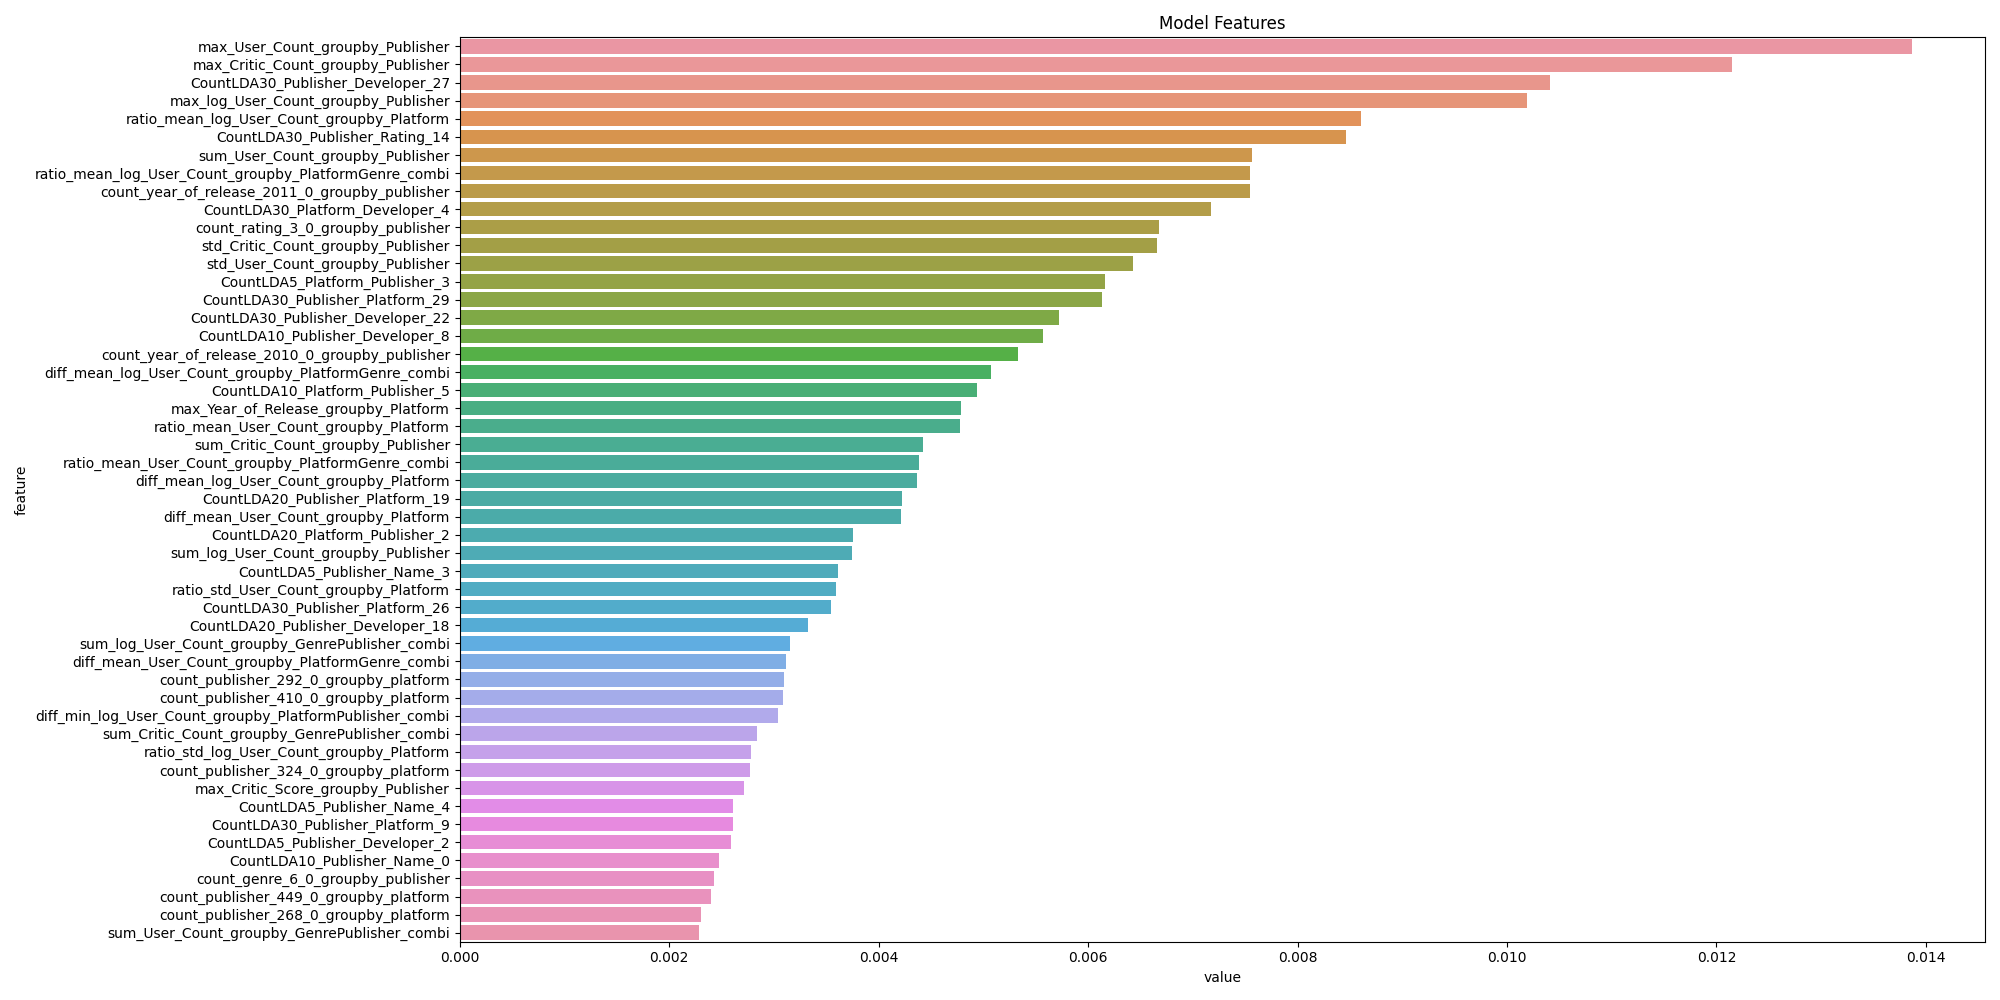 Model Features
max_User_Count_groupby_Publisher
max_Critic_Count_groupby_Publisher
CountLDA30_Publisher_Developer_27
max_log_User_Count_groupby_Publisher
ratio_mean_log_User_Count_groupby_Platform
CountLDA30_Publisher_Rating_14
sum_User_Count_groupby_Publisher
ratio_mean_log_User_Count_groupby_PlatformGenre_combi
count_year_of_release_2011_0_groupby_publisher
CountLDA30_Platform_Developer_4
count_rating_3_0_groupby_publisher
std_Critic_Count_groupby_Publisher
std_User_Count_groupby_Publisher
CountLDA5_Platform_Publisher_3
CountLDA30_Publisher_Platform_29
CountLDA30_Publisher_Developer_22
CountLDA10_Publisher_Developer_8
count_year_of_release_2010_0_groupby_publisher
diff_mean_log_User_Count_groupby_PlatformGenre_combi
CountLDA10_Platform_Publisher_5
max_Year_of_Release_groupby_Platform
ratio_mean_User_Count_groupby_Platform
sum_Critic_Count_groupby_Publisher
ratio_mean_User_Count_groupby_PlatformGenre_combi
diff_mean_log_User_Count_groupby_Platform
CountLDA20_Publisher_Platform_19
diff_mean_User_Count_groupby_Platform
CountLDA20_Platform_Publisher_2
sum_log_User_Count_groupby_Publisher
CountLDA5_Publisher_Name_3
ratio_std_User_Count_groupby_Platform
CountLDA30_Publisher_Platform_26
CountLDA20_Publisher_Developer_18
sum_log_User_Count_groupby_GenrePublisher_combi
diff_mean_User_Count_groupby_PlatformGenre_combi
count_publisher_292_0_groupby_platform
count_publisher_410_0_groupby_platform
diff_min_log_User_Count_groupby_PlatformPublisher_combi
sum_Critic_Count_groupby_GenrePublisher_combi
ratio_std_log_User_Count_groupby_Platform
count_publisher_324_0_groupby_platform
max_Critic_Score_groupby_Publisher
CountLDA5_Publisher_Name_4
CountLDA30_Publisher_Platform_9
CountLDA5_Publisher_Developer_2
CountLDA10_Publisher_Name_0
count_genre_6_0_groupby_publisher
count_publisher_449_0_groupby_platform
count_publisher_268_0_groupby_platform
sum_User_Count_groupby_GenrePublisher_combi
feature
0.000 0.002 0.004 0.006 0.008 0.010 0.012 0.014
value